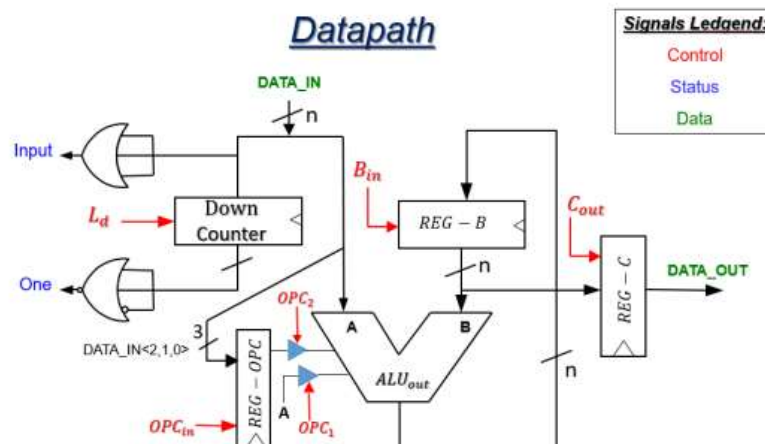 Datapath
Signals Ledgend:
Control
Status
Data
DATA_IN
n
Input
L_d
Down
Counter
B_in
REG-B
C_out
REG-C
DATA_OUT
n
One
3
DATA_IN<2,1,0>
OPC_2
A
B
ALU_out
n
REG-OPC
A
OPC_in
OPC_1